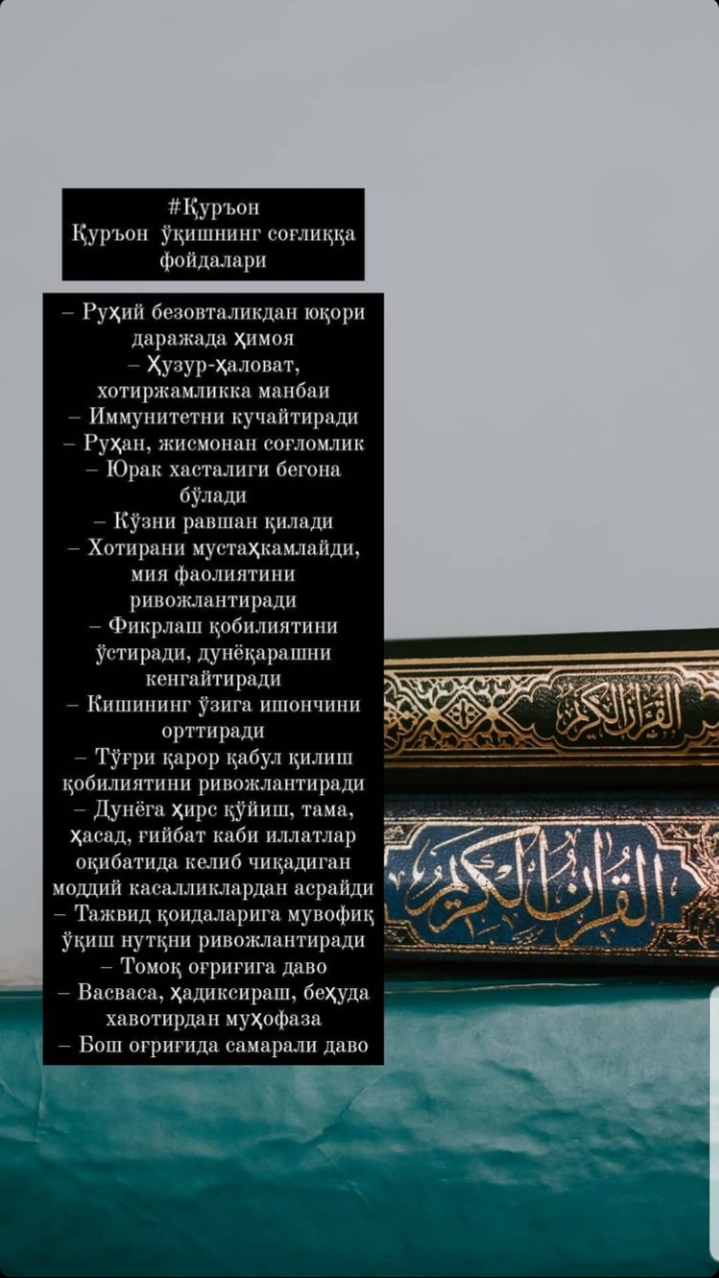 #Қуръон
Қуръон ўқишнинг соғлиққа
фойдалари
– Руҳий безовталикдан юқори
даражада ҳимоя
– Ҳузур-ҳаловат,
хотиржамликка манбаи
– Иммунитетни кучайтиради
– Руҳан, жисмонан соғломлик
– Юрак хасталиги бегона
бўлади
– Кўзни равшан қилади
– Хотирани мустаҳкамлайди,
мия фаолиятини
ривожлантиради
– Фикрлаш қобилиятини
ўстиради, дунёқарашни
кенгайтиради
– Кишининг ўзига ишончини
орттиради
– Тўғри қарор қабул қилиш
қобилиятини ривожлантиради
– Дунёга ҳирс қўйиш, тама,
ҳасад, ғийбат каби иллатлар
оқибатида келиб чиқадиган
моддий касалликлардан асрайди
– Тажвид қоидаларига мувофиқ
ўқиш нутқни ривожлантиради
– Томоқ оғриғига даво
– Васваса, ҳадиксираш, беҳуда
хавотирдан муҳофаза
– Бош оғриғида самарали даво
القرآن الكريم
القرآن الكريم